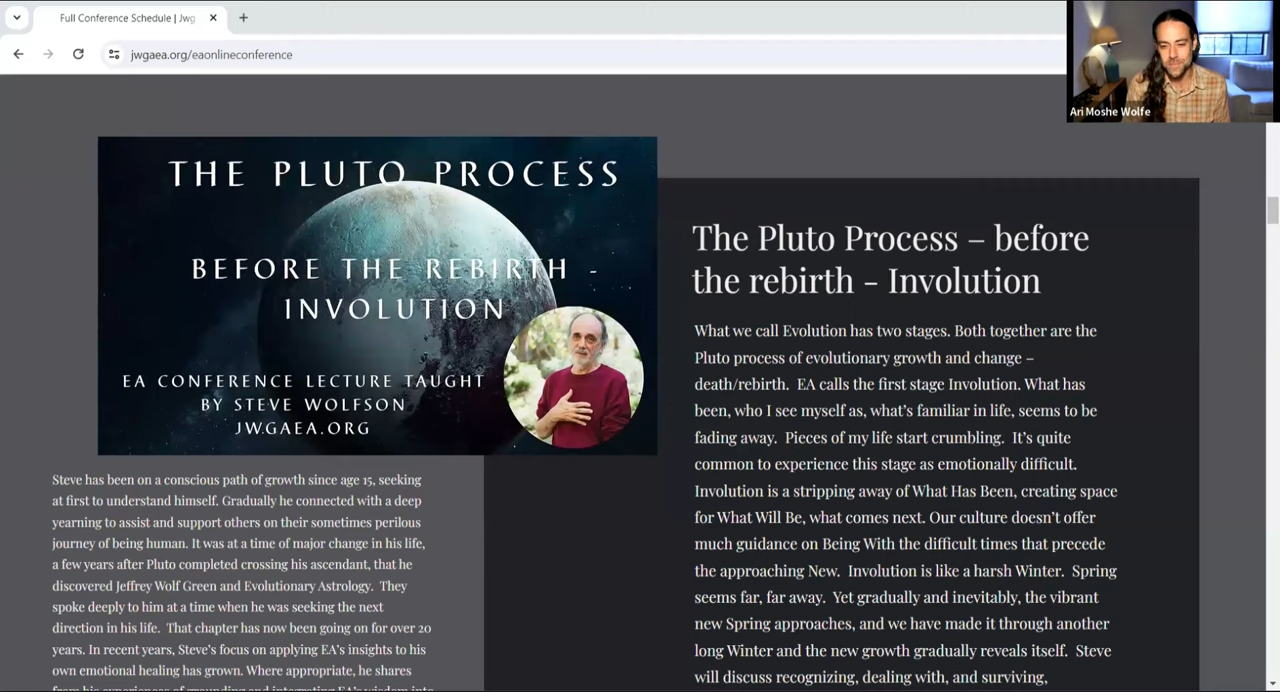 Full Conference Schedule | Jwg
jwgaea.org/eaonlineconference
Ari Moshe Wolfe
THE PLUTO PROCESS
BEFORE THE REBIRTH -
INVOLUTION
EA CONFERENCE LECTURE TAUGHT
BY STEVE WOLFSON
JWGAEA.ORG
Steve has been on a conscious path of growth since age 15, seeking
at first to understand himself. Gradually he connected with a deep
yearning to assist and support others on their sometimes perilous
journey of being human. It was at a time of major change in his life,
a few years after Pluto completed crossing his ascendant, that he
discovered Jeffrey Wolf Green and Evolutionary Astrology.  They
spoke deeply to him at a time when he was seeking the next
direction in his life.  That chapter has now been going on for over 20
years. In recent years, Steve's focus on applying EA's insights to his
own emotional healing has grown. Where appropriate, he shares
from his experiences of grounding and integrating EA's wisdom into
The Pluto Process – before
the rebirth - Involution
What we call Evolution has two stages. Both together are the
Pluto process of evolutionary growth and change –
death/rebirth.  EA calls the first stage Involution. What has
been, who I see myself as, what's familiar in life, seems to be
fading away.  Pieces of my life start crumbling.  It's quite
common to experience this stage as emotionally difficult.
Involution is a stripping away of What Has Been, creating space
for What Will Be, what comes next. Our culture doesn't offer
much guidance on Being With the difficult times that precede
the approaching New.  Involution is like a harsh Winter.  Spring
seems far, far away.  Yet gradually and inevitably, the vibrant
new Spring approaches, and we have made it through another
long Winter and the new growth gradually reveals itself.  Steve
will discuss recognizing, dealing with, and surviving,